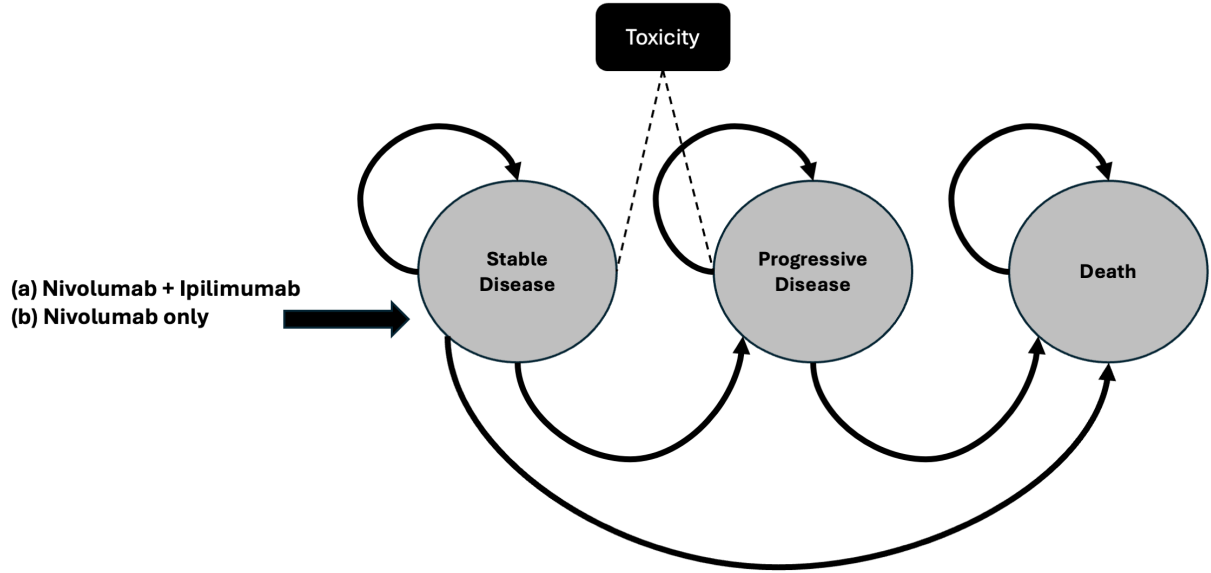 Toxicity
Stable
Disease
Progressive
Disease
Death
(a) Nivolumab + Ipilimumab
(b) Nivolumab only